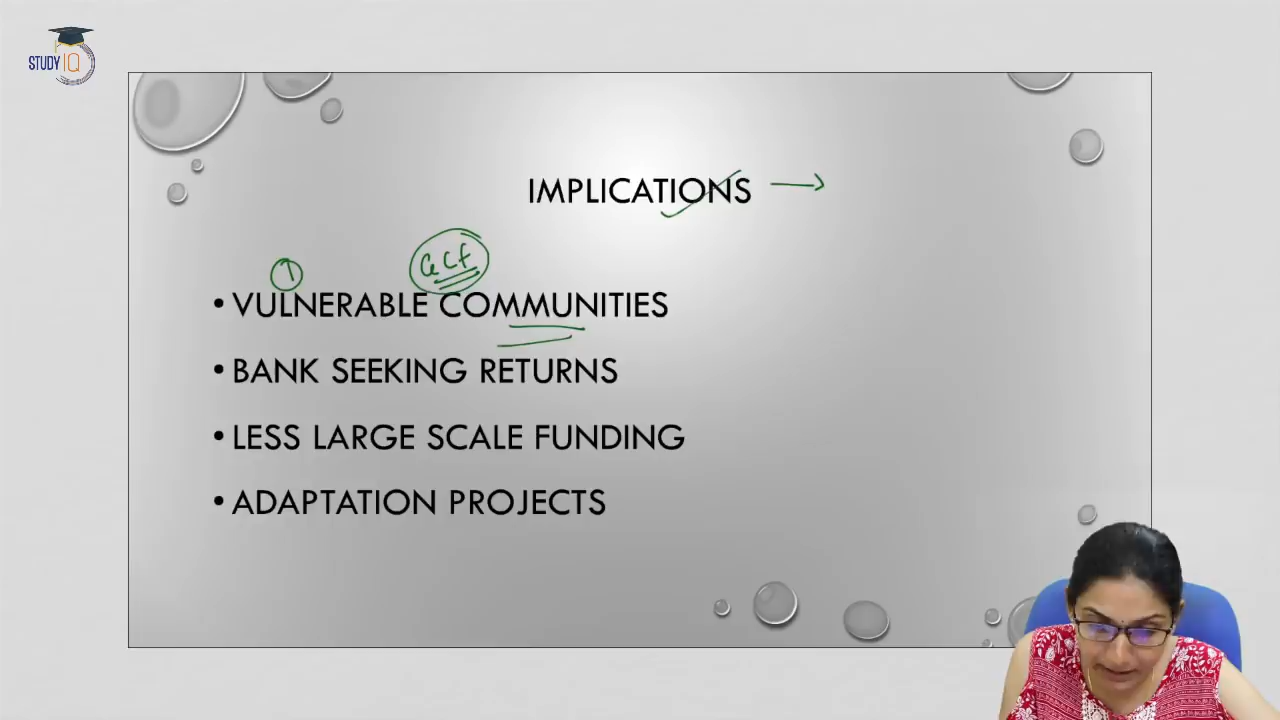 STUDY IQ
IMPLICATIONS
GCF
1
• VULNERABLE COMMUNITIES
• BANK SEEKING RETURNS
• LESS LARGE SCALE FUNDING
• ADAPTATION PROJECTS